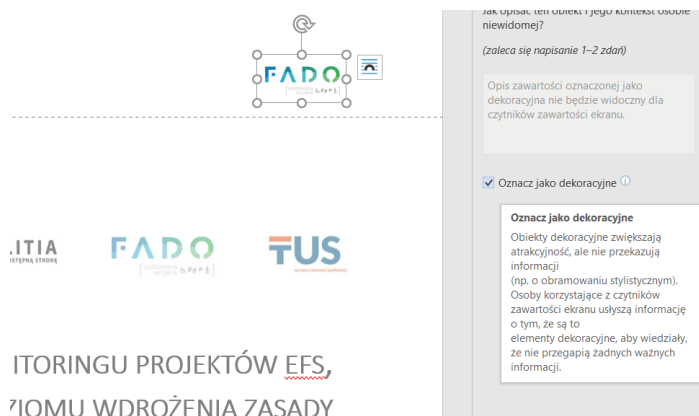 Jak opisać ten obiekt i jego kontekst osobie
niewidomej?
(zaleca się napisanie 1–2 zdań)
Opis zawartości oznaczonej jako
dekoracyjna nie będzie widoczny dla
czytników zawartości ekranu.
Oznacz jako dekoracyjne
Oznacz jako dekoracyjne
Obiekty dekoracyjne zwiększają
atrakcyjność, ale nie przekazują
informacji
(np. o obramowaniu stylistycznym).
Osoby korzystające z czytników
zawartości ekranu usłyszą informację
o tym, że są to
elementy dekoracyjne, aby wiedziały,
że nie przegapią żadnych ważnych
informacji.
FADO
.ITIA
FADO
TUS
ITORINGU PROJEKTÓW EFS,
ZIOMU WDROŻENIA ZASADY